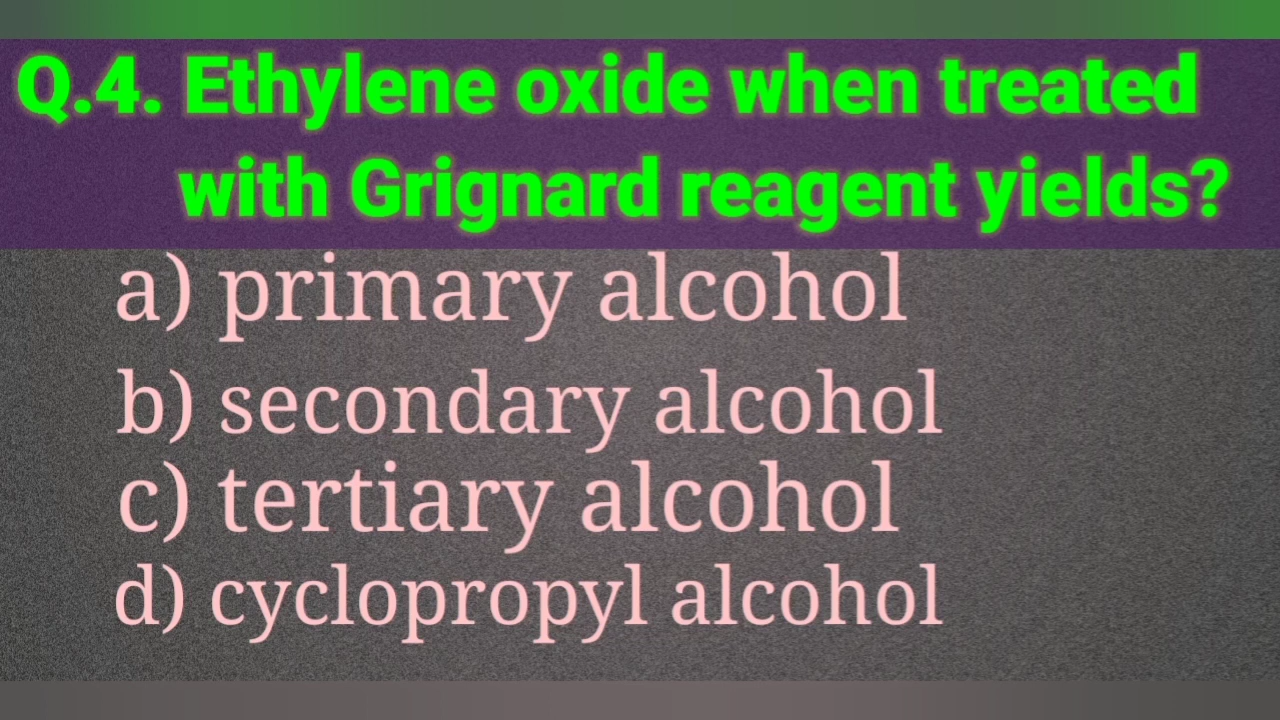 Q.4. Ethylene oxide when treated
with Grignard reagent yields?
a) primary alcohol
b) secondary alcohol
c) tertiary alcohol
d) cyclopropyl alcohol